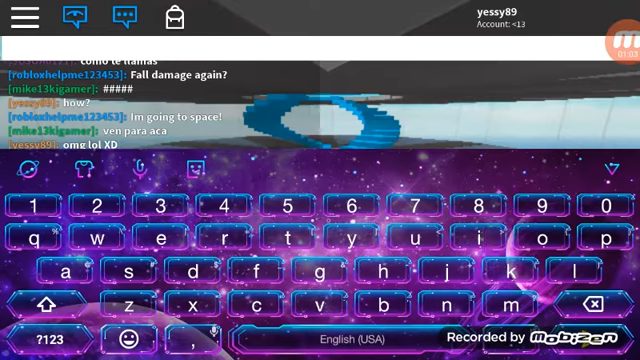 yessy89
Account: <13
01:03
como te llamas
[robloxhelpme123453]: Fall damage again?
[mike13kigamer]: #####
[yessy89]: how?
[robloxhelpme123453]: Im going to space!
[mike13kigamer]: ven para aca
[yessy89]: omg lol XD
1 2 3 4 5 6 7 8 9 0
q w e r t y u i o p
a s d f g h j k l
z x c v b n m
?123 , English (USA)
Recorded by mobizen